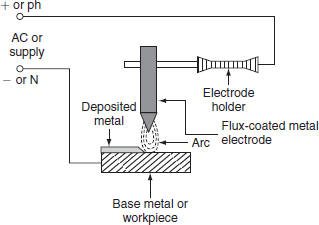 + or ph
AC or
supply
− or N
Electrode
holder
Deposited
metal
Flux-coated metal
electrode
Arc
Base metal or
workpiece